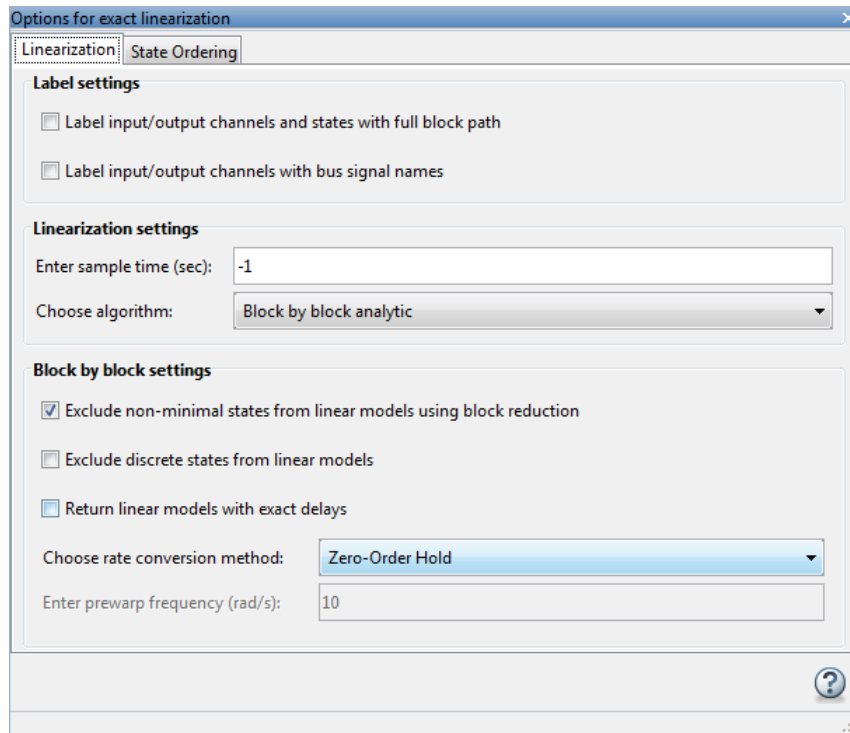 Options for exact linearization
Linearization State Ordering
Label settings
Label input/output channels and states with full block path
Label input/output channels with bus signal names
Linearization settings
Enter sample time (sec): -1
Choose algorithm: Block by block analytic
Block by block settings
Exclude non-minimal states from linear models using block reduction
Exclude discrete states from linear models
Return linear models with exact delays
Choose rate conversion method: Zero-Order Hold
Enter prewarp frequency (rad/s): 10
?